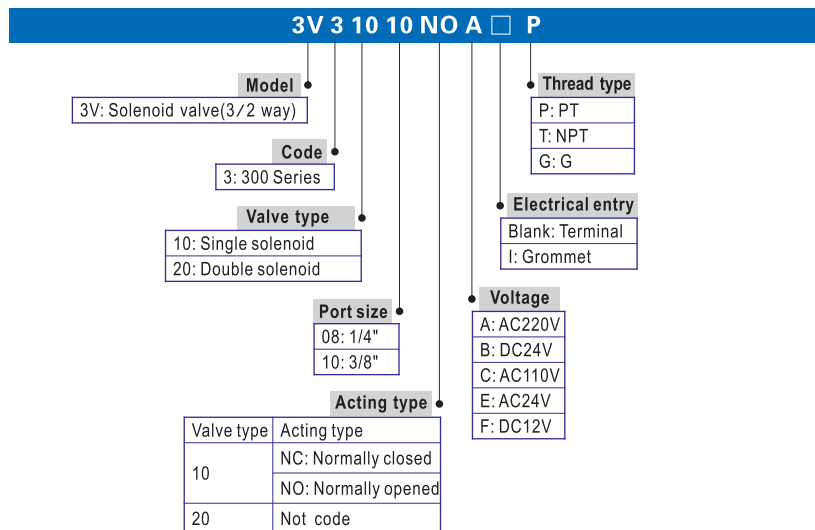 3V 3 10 10 NO A □ P
Model
3V: Solenoid valve(3/2 way)
Code
3: 300 Series
Valve type
10: Single solenoid
20: Double solenoid
Port size
08: 1/4"
10: 3/8"
Acting type
Valve type Acting type
10
NC: Normally closed
NO: Normally opened
20 Not code
Thread type
P: PT
T: NPT
G: G
Electrical entry
Blank: Terminal
I: Grommet
Voltage
A: AC220V
B: DC24V
C: AC110V
E: AC24V
F: DC12V